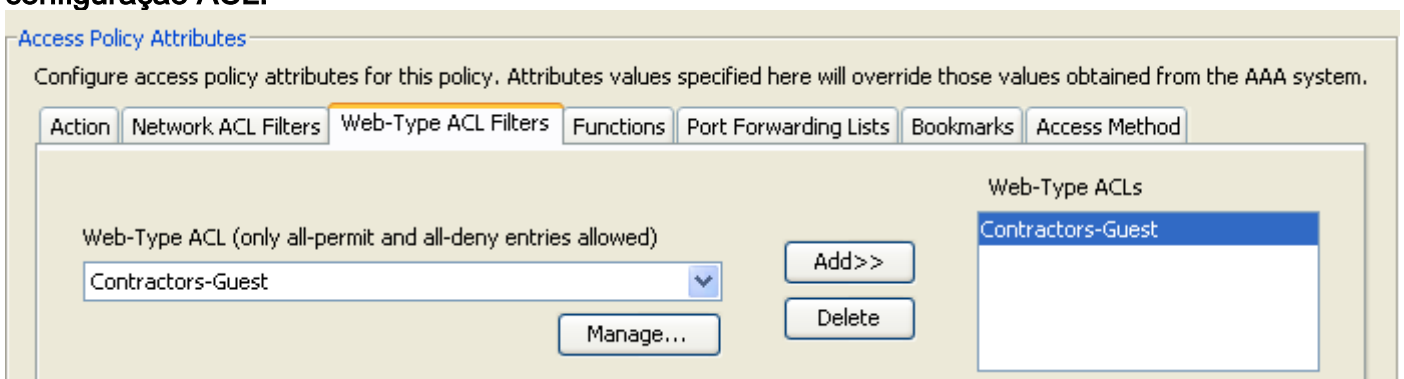 configuração ACL.
Access Policy Attributes
Configure access policy attributes for this policy. Attributes values specified here will override those values obtained from the AAA system.
Action Network ACL Filters Web-Type ACL Filters Functions Port Forwarding Lists Bookmarks Access Method
Web-Type ACLs
Web-Type ACL (only all-permit and all-deny entries allowed)
Contractors-Guest
Add>>
Contractors-Guest
Manage...
Delete